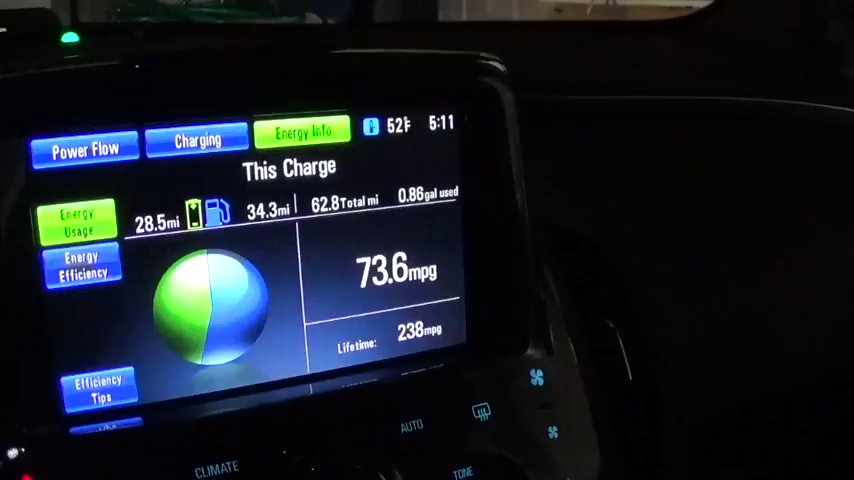 Power Flow
Charging
Energy Info
52°F
5:11
This Charge
Energy
Usage
28.5mi
34.3mi
62.8Total mi
0.86gal used
Energy
Efficiency
73.6mpg
Lifetime:
238mpg
Efficiency
Tips
AUTO
CLIMATE
TONE